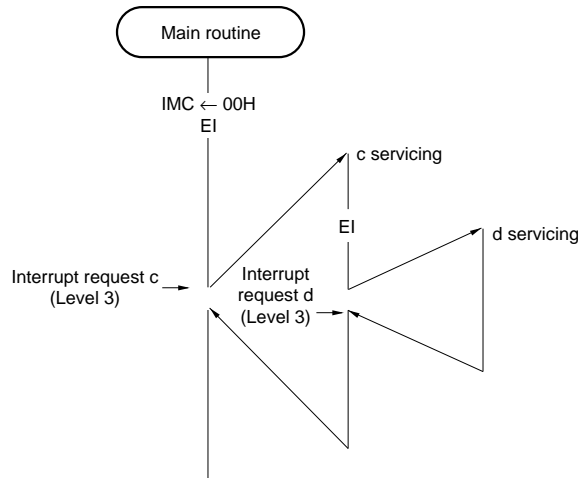 Main routine
IMC ← 00H
EI
c servicing
EI
d servicing
Interrupt request c
(Level 3)
Interrupt
request d
(Level 3)